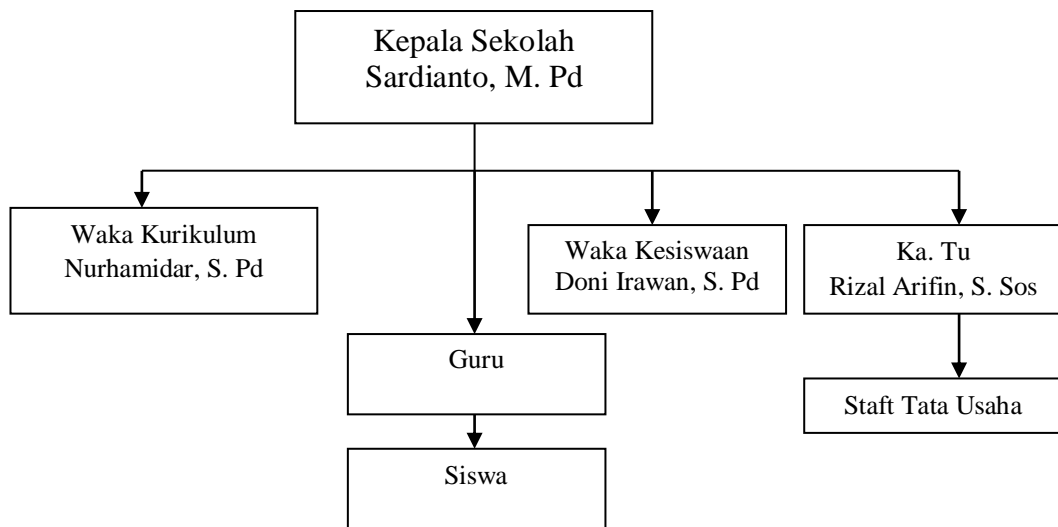 Kepala Sekolah
Sardianto, M. Pd
Waka Kurikulum
Nurhamidar, S. Pd
Waka Kesiswaan
Doni Irawan, S. Pd
Ka. Tu
Rizal Arifin, S. Sos
Guru
Staft Tata Usaha
Siswa